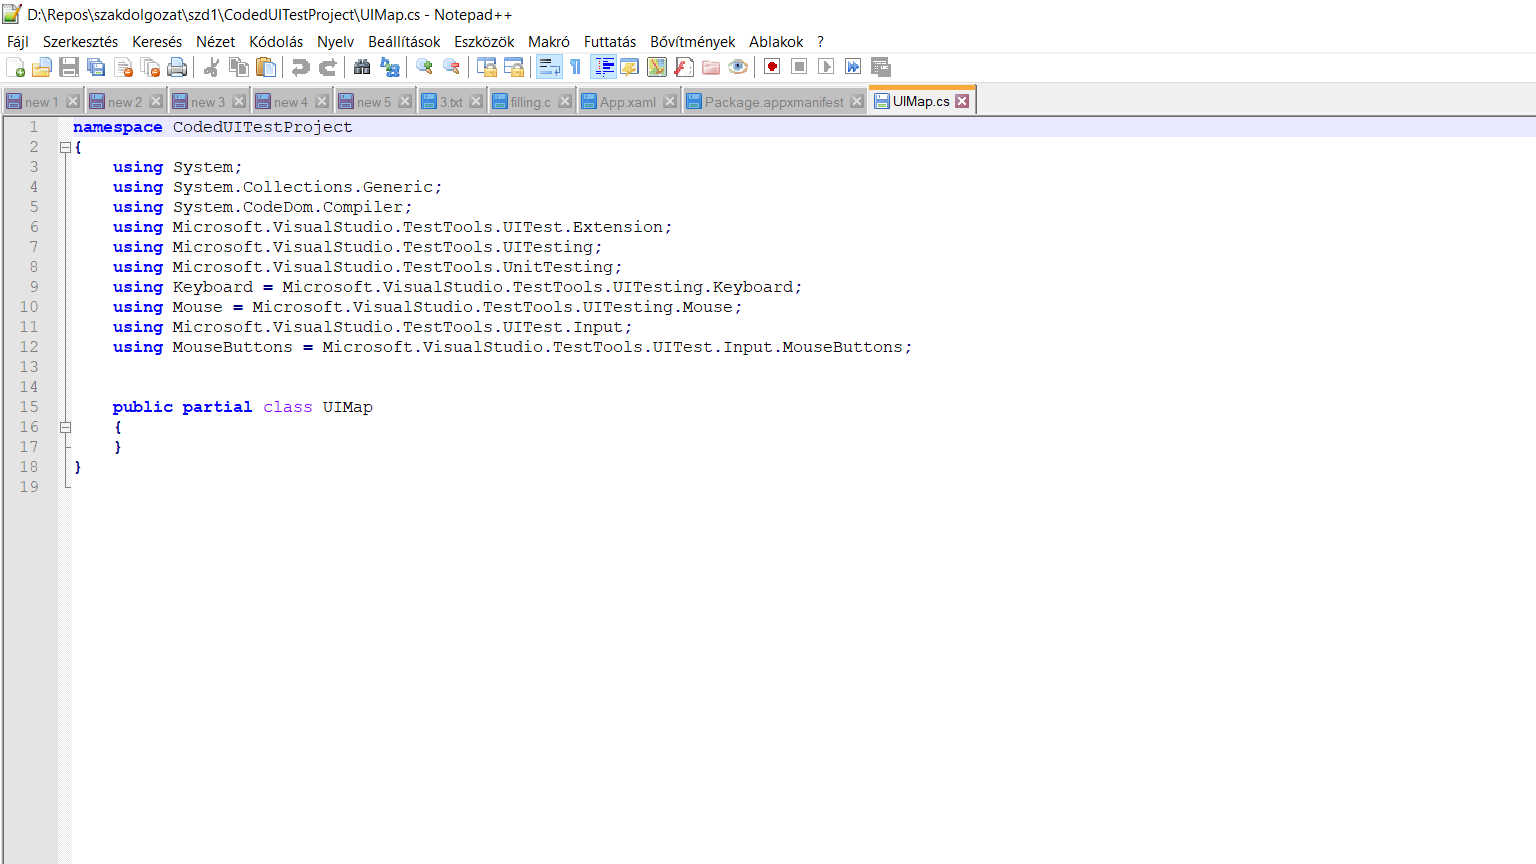 D:\Repos\szakdolgozat\szd1\CodedUITestProject\UIMap.cs - Notepad++
Fájl Szerkesztés Keresés Nézet Kódolás Nyelv Beállítások Eszközök Makró Futtatás Bővítmények Ablakok ?
new 1 new 2 new 3 new 4 new 5 3.txt filling.c App.xaml Package.appxmanifest UIMap.cs
1 namespace CodedUITestProject
2 {
3 using System;
4 using System.Collections.Generic;
5 using System.CodeDom.Compiler;
6 using Microsoft.VisualStudio.TestTools.UITest.Extension;
7 using Microsoft.VisualStudio.TestTools.UITesting;
8 using Microsoft.VisualStudio.TestTools.UnitTesting;
9 using Keyboard = Microsoft.VisualStudio.TestTools.UITesting.Keyboard;
10 using Mouse = Microsoft.VisualStudio.TestTools.UITesting.Mouse;
11 using Microsoft.VisualStudio.TestTools.UITest.Input;
12 using MouseButtons = Microsoft.VisualStudio.TestTools.UITest.Input.MouseButtons;
13
14
15 public partial class UIMap
16 {
17 }
18 }
19